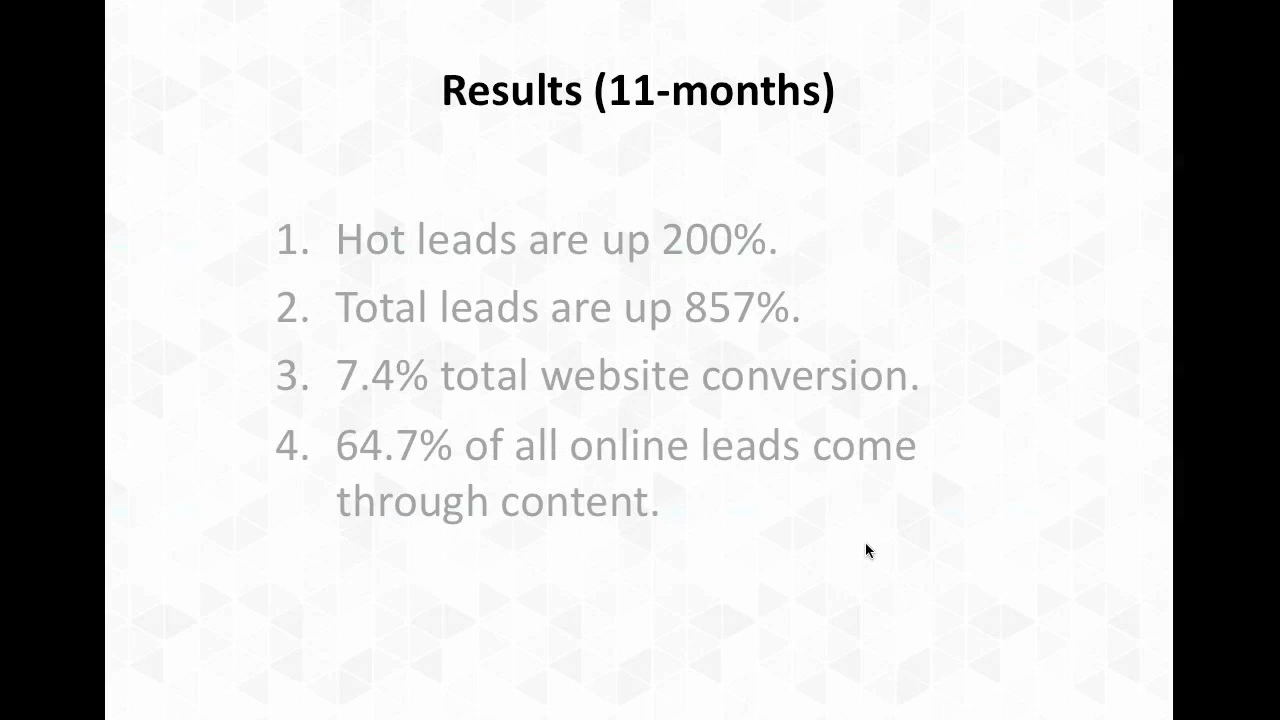 Results (11-months)
1. Hot leads are up 200%.
2. Total leads are up 857%.
3. 7.4% total website conversion.
4. 64.7% of all online leads come
through content.